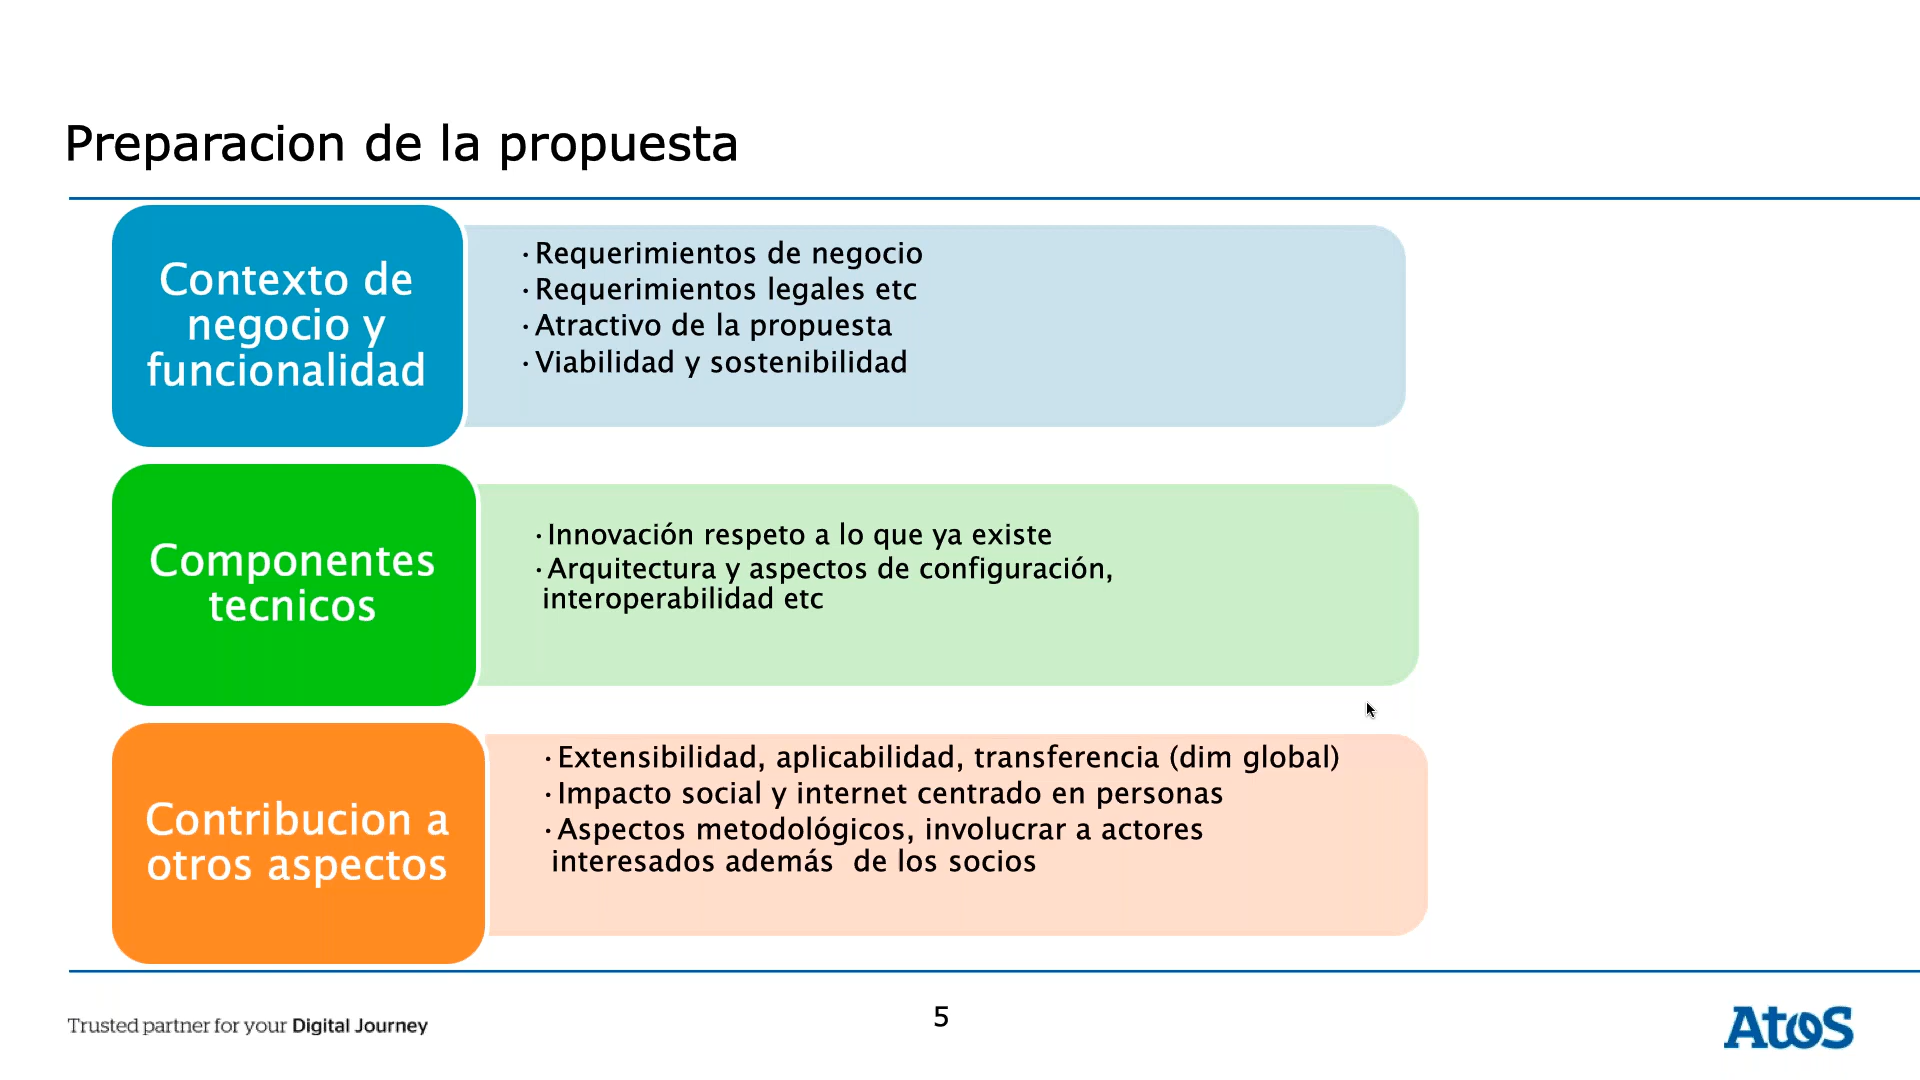 Preparacion de la propuesta
Contexto de
negocio y
funcionalidad
·Requerimientos de negocio
·Requerimientos legales etc
·Atractivo de la propuesta
·Viabilidad y sostenibilidad
Componentes
tecnicos
·Innovación respeto a lo que ya existe
·Arquitectura y aspectos de configuración,
interoperabilidad etc
Contribucion a
otros aspectos
·Extensibilidad, aplicabilidad, transferencia (dim global)
·Impacto social y internet centrado en personas
·Aspectos metodológicos, involucrar a actores
interesados además  de los socios
Trusted partner for your Digital Journey
5
Atos